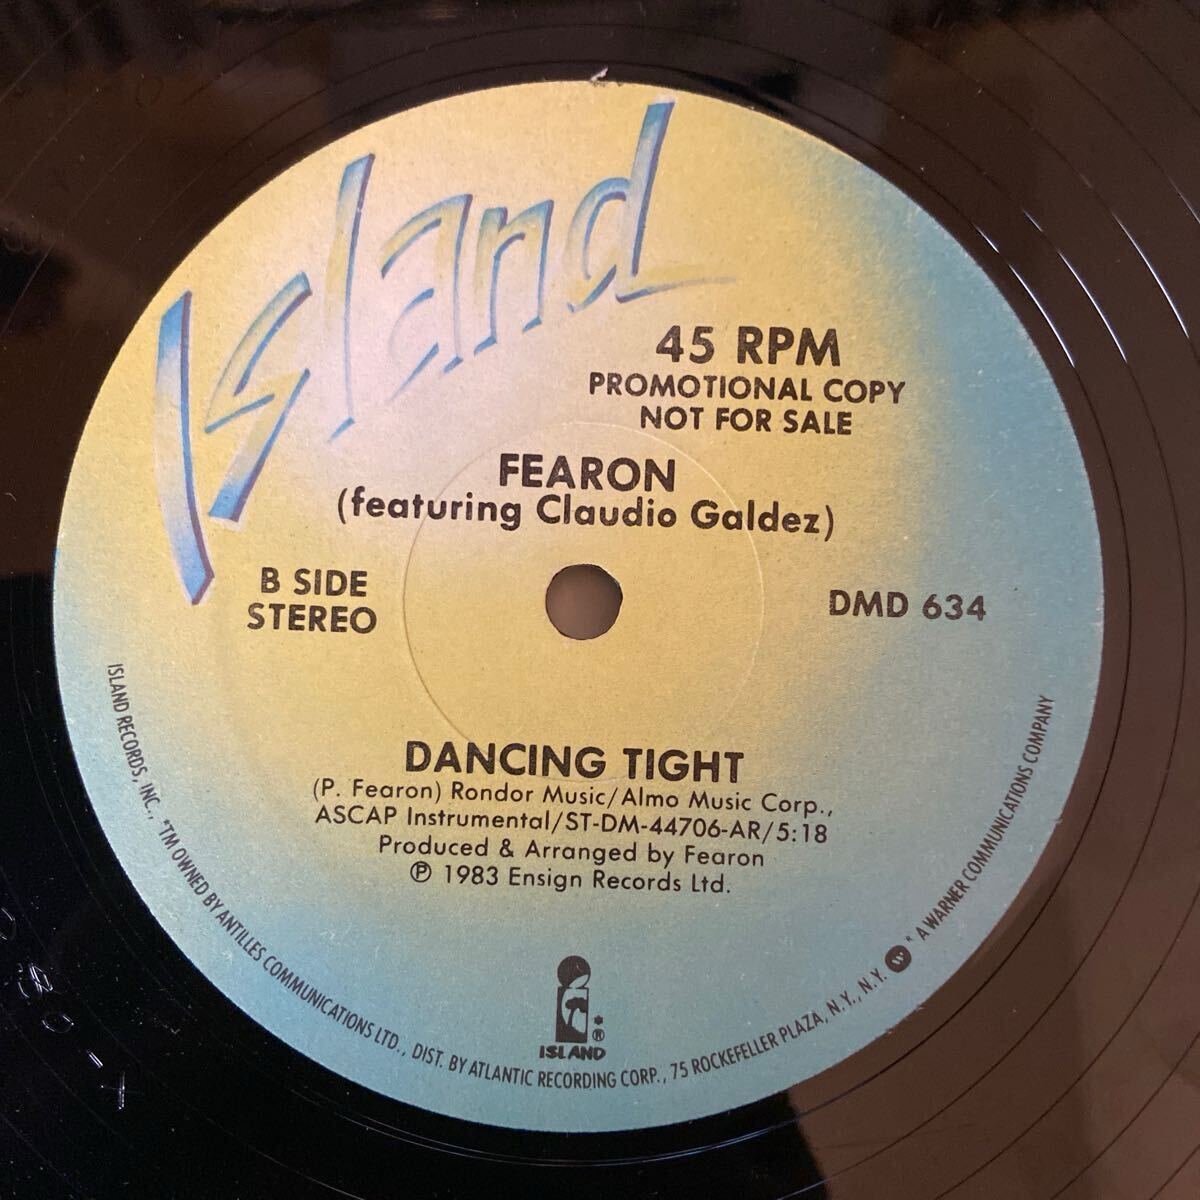 Island
45 RPM
PROMOTIONAL COPY
NOT FOR SALE
FEARON
(featuring Claudio Galdez)
B SIDE
STEREO
DMD 634
DANCING TIGHT
(P. Fearon) Rondor Music/Almo Music Corp.,
ASCAP Instrumental/ST-DM-44706-AR/5:18
Produced & Arranged by Fearon
℗ 1983 Ensign Records Ltd.
*®
ISLAND
ISLAND RECORDS, INC., *TM OWNED BY ANTILLES COMMUNICATIONS LTD., DIST. BY ATLANTIC RECORDING CORP., 75 ROCKEFELLER PLAZA, N.Y., N.Y. ® A WARNER COMMUNICATIONS COMPANY